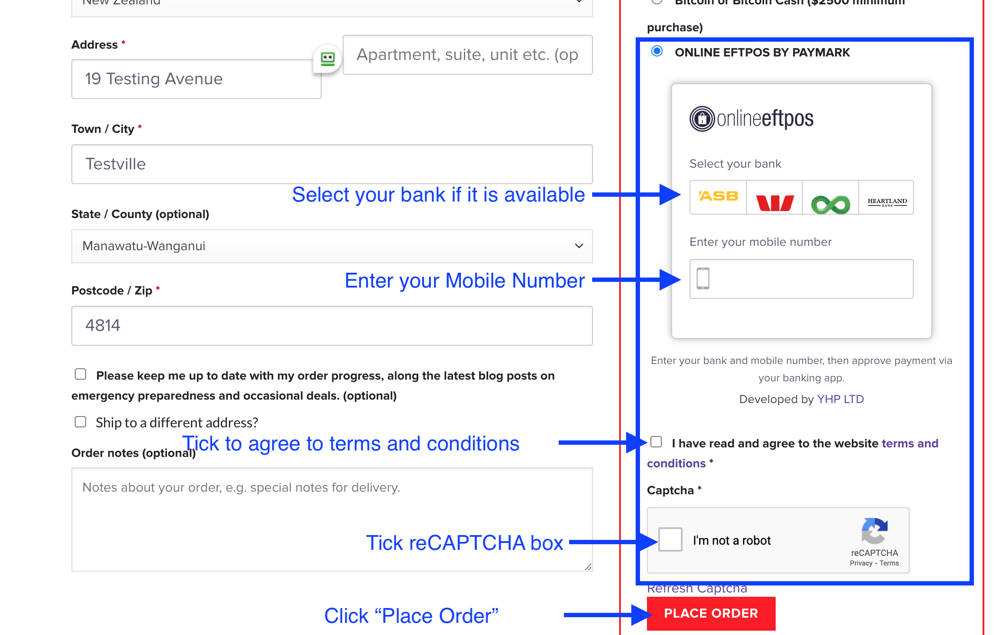 New Zealand
Address *
19 Testing Avenue
Apartment, suite, unit etc. (op
Town / City *
Testville
State / County (optional)
Manawatu-Wanganui
Postcode / Zip *
4814
Please keep me up to date with my order progress, along the latest blog posts on
emergency preparedness and occasional deals. (optional)
Ship to a different address?
Order notes (optional)
Notes about your order, e.g. special notes for delivery.
Select your bank if it is available
Enter your Mobile Number
Tick to agree to terms and conditions
Tick reCAPTCHA box
Click “Place Order”
Bitcoin or Bitcoin Cash ($2500 minimum
purchase)
ONLINE EFTPOS BY PAYMARK
onlineeftpos
Select your bank
ASB
HEARTLAND
BANK
Enter your mobile number
Enter your bank and mobile number, then approve payment via
your banking app.
Developed by YHP LTD
I have read and agree to the website terms and
conditions *
Captcha *
I'm not a robot
reCAPTCHA
Privacy - Terms
Refresh Captcha
PLACE ORDER